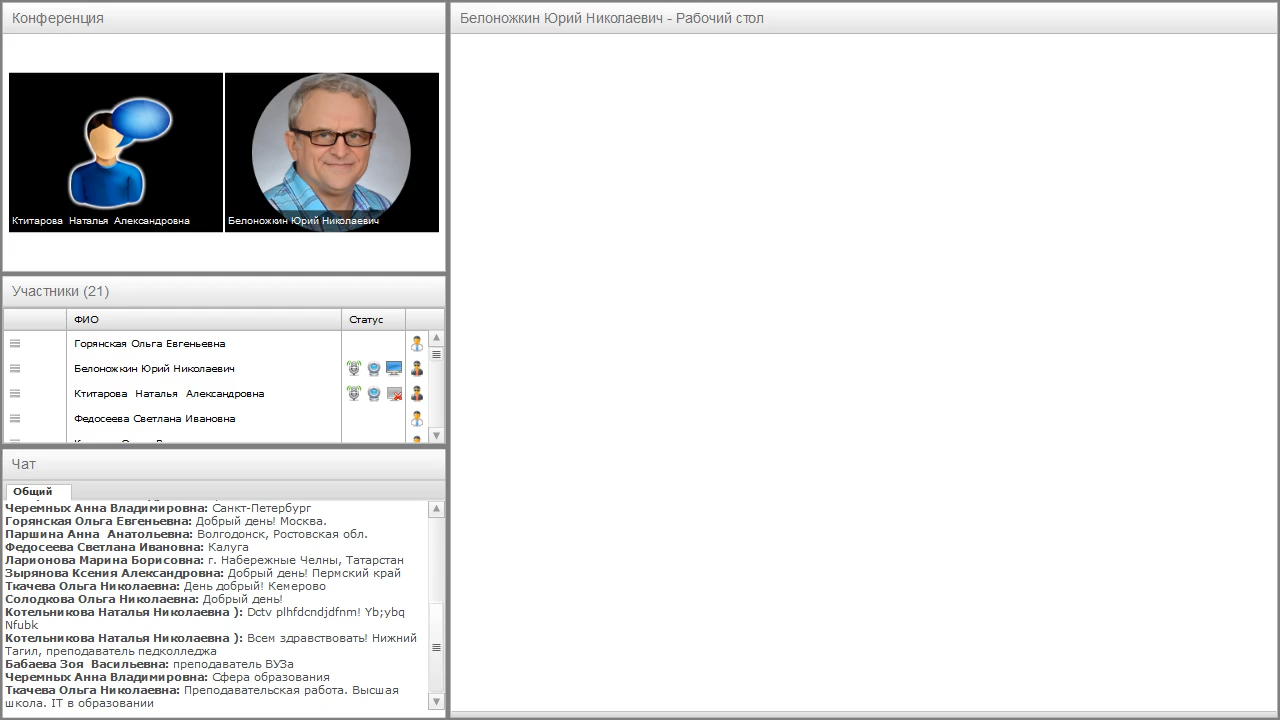 Конференция
Ктитарова Наталья Александровна
Белоножкин Юрий Николаевич
Участники (21)
ФИО
Статус
Горянская Ольга Евгеньевна
Белоножкин Юрий Николаевич
Ктитарова Наталья Александровна
Федосеева Светлана Ивановна
Чат
Общий
Черемных Анна Владимировна: Санкт-Петербург
Горянская Ольга Евгеньевна: Добрый день! Москва.
Паршина Анна Анатольевна: Волгодонск, Ростовская обл.
Федосеева Светлана Ивановна: Калуга
Ларионова Марина Борисовна: г. Набережные Челны, Татарстан
Зырянова Ксения Александровна: Добрый день! Пермский край
Ткачева Ольга Николаевна: День добрый! Кемерово
Солодкова Ольга Николаевна: Добрый день!
Котельникова Наталья Николаевна ): Dctv plhfdcndjdfnm! Yb;ybq
Nfubk
Котельникова Наталья Николаевна ): Всем здравствовать! Нижний
Тагил, преподаватель педколледжа
Бабаева Зоя Васильевна: преподаватель ВУЗа
Черемных Анна Владимировна: Сфера образования
Ткачева Ольга Николаевна: Преподавательская работа. Высшая
школа. IT в образовании
Белоножкин Юрий Николаевич - Рабочий стол